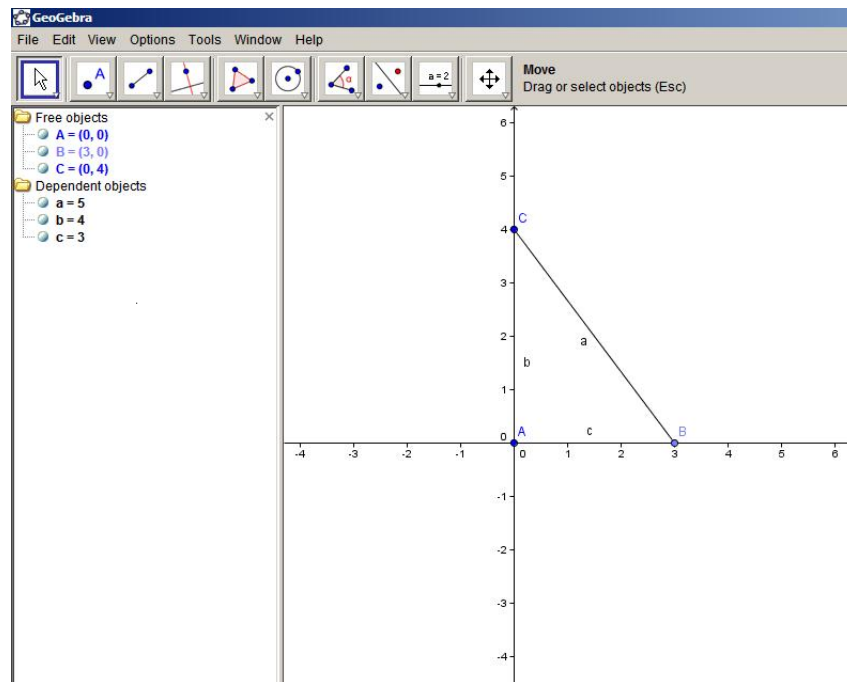 GeoGebra
File Edit View Options Tools Window Help
A
α
a = 2
Move
Drag or select objects (Esc)
Free objects
A = (0, 0)
B = (3, 0)
C = (0, 4)
Dependent objects
a = 5
b = 4
c = 3
6
5
C
4
3
2
a
b
1
A
c
B
0
-4 -3 -2 -1 0 1 2 3 4 5 6
-1
-2
-3
-4